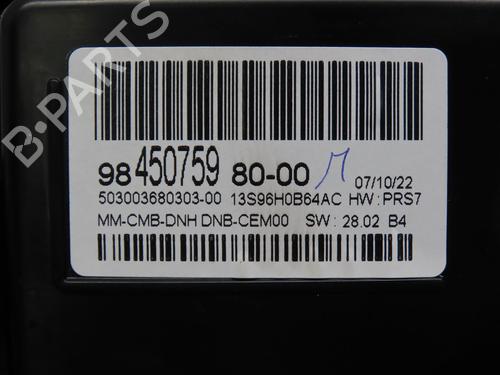 B-PARTS
98 450759 80-00 07/10/22
503003680303-00 13S96H0B64AC HW : PRS7
MM-CMB-DNH DNB-CEM00 SW : 28.02 B4